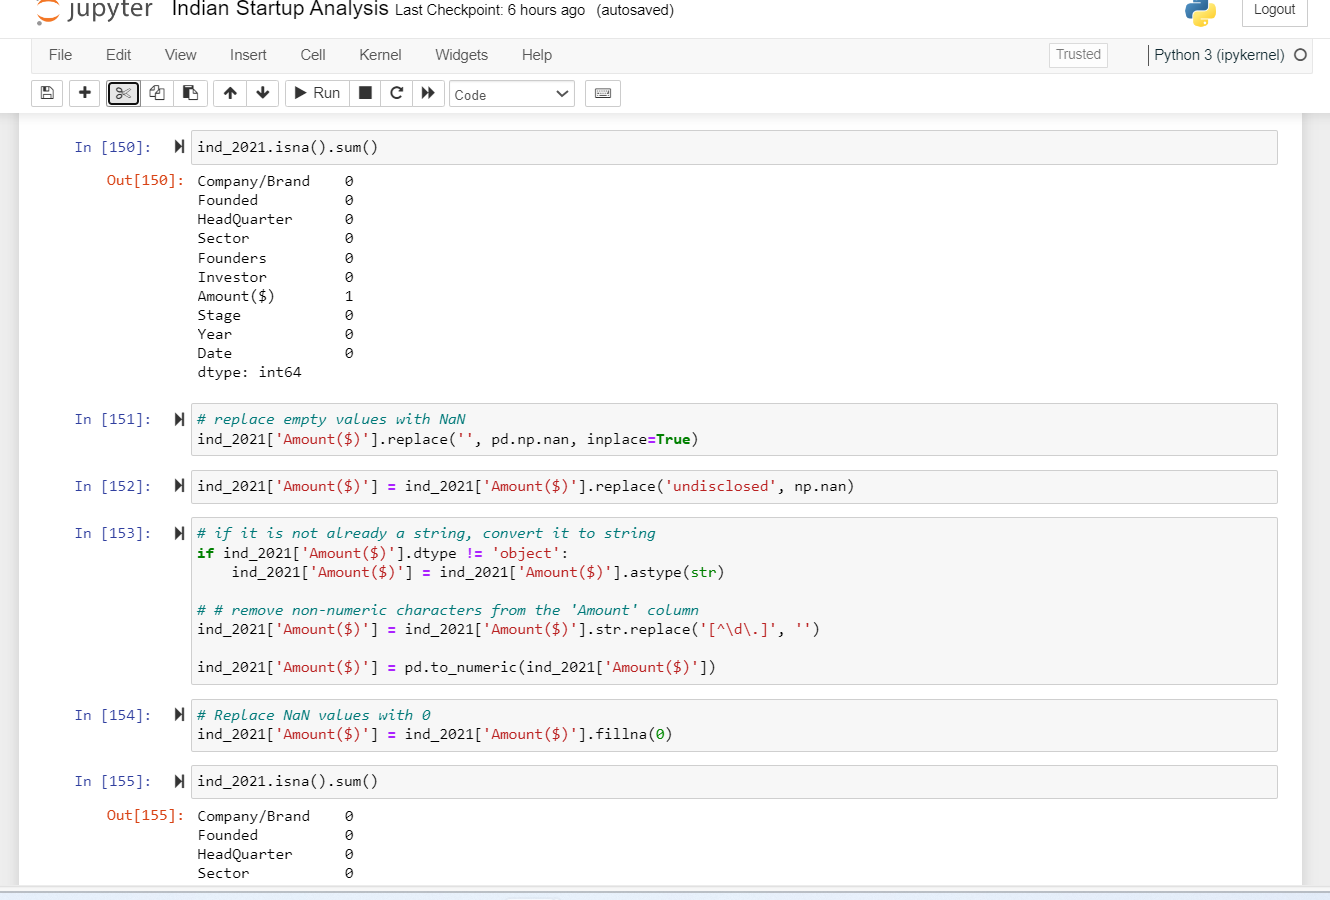 jupyter Indian Startup Analysis Last Checkpoint: 6 hours ago (autosaved) Logout
File Edit View Insert Cell Kernel Widgets Help Trusted Python 3 (ipykernel)
Run Code
In [150]: ind_2021.isna().sum()
Out[150]: Company/Brand 0
Founded 0
HeadQuarter 0
Sector 0
Founders 0
Investor 0
Amount($) 1
Stage 0
Year 0
Date 0
dtype: int64
In [151]: # replace empty values with NaN
ind_2021['Amount($)'].replace('', pd.np.nan, inplace=True)
In [152]: ind_2021['Amount($)'] = ind_2021['Amount($)'].replace('undisclosed', np.nan)
In [153]: # if it is not already a string, convert it to string
if ind_2021['Amount($)'].dtype != 'object':
    ind_2021['Amount($)'] = ind_2021['Amount($)'].astype(str)
# # remove non-numeric characters from the 'Amount' column
ind_2021['Amount($)'] = ind_2021['Amount($)'].str.replace('[^\d\.]', '')
ind_2021['Amount($)'] = pd.to_numeric(ind_2021['Amount($)'])
In [154]: # Replace NaN values with 0
ind_2021['Amount($)'] = ind_2021['Amount($)'].fillna(0)
In [155]: ind_2021.isna().sum()
Out[155]: Company/Brand 0
Founded 0
HeadQuarter 0
Sector 0